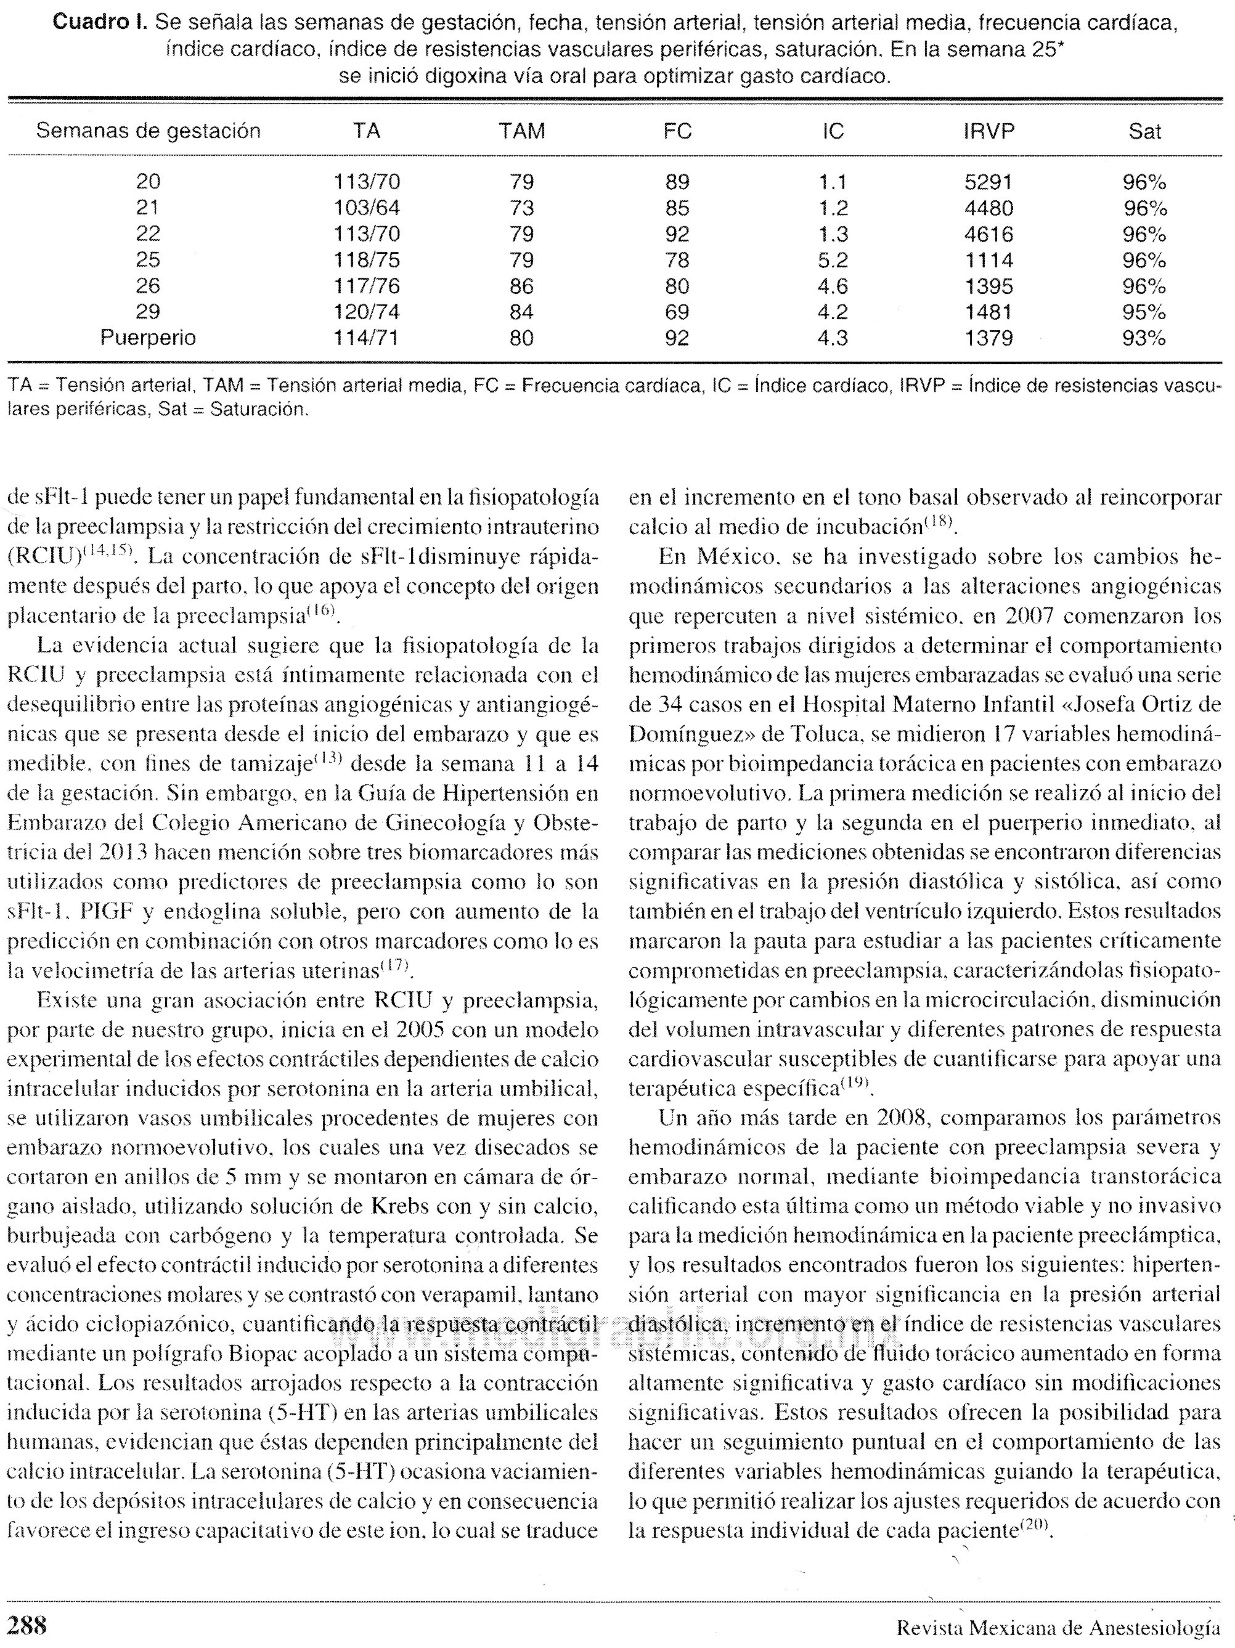 Cuadro I. Se señala las semanas de gestación, fecha, tensión arterial, tensión arterial media, frecuencia cardíaca,
índice cardíaco, índice de resistencias vasculares periféricas, saturación. En la semana 25*
se inició digoxina vía oral para optimizar gasto cardíaco.
Semanas de gestación TA TAM FC IC IRVP Sat
20 113/70 79 89 1.1 5291 96%
21 103/64 73 85 1.2 4480 96%
22 113/70 79 92 1.3 4616 96%
25 118/75 79 78 5.2 1114 96%
26 117/76 86 80 4.6 1395 96%
29 120/74 84 69 4.2 1481 95%
Puerperio 114/71 80 92 4.3 1379 93%
TA = Tensión arterial, TAM = Tensión arterial media, FC = Frecuencia cardíaca, IC = Índice cardíaco, IRVP = Índice de resistencias vascu-
lares periféricas, Sat = Saturación.
de sFlt-1 puede tener un papel fundamental en la fisiopatología
de la preeclampsia y la restricción del crecimiento intrauterino
(RCIU)(14,15). La concentración de sFlt-1disminuye rápida-
mente después del parto, lo que apoya el concepto del origen
placentario de la preeclampsia(16).
La evidencia actual sugiere que la fisiopatología de la
RCIU y preeclampsia está íntimamente relacionada con el
desequilibrio entre las proteínas angiogénicas y antiangiogé-
nicas que se presenta desde el inicio del embarazo y que es
medible, con fines de tamizaje(13) desde la semana 11 a 14
de la gestación. Sin embargo, en la Guía de Hipertensión en
Embarazo del Colegio Americano de Ginecología y Obste-
tricia del 2013 hacen mención sobre tres biomarcadores más
utilizados como predictores de preeclampsia como lo son
sFlt-1, PIGF y endoglina soluble, pero con aumento de la
predicción en combinación con otros marcadores como lo es
la velocimetría de las arterias uterinas(17).
Existe una gran asociación entre RCIU y preeclampsia,
por parte de nuestro grupo, inicia en el 2005 con un modelo
experimental de los efectos contráctiles dependientes de calcio
intracelular inducidos por serotonina en la arteria umbilical,
se utilizaron vasos umbilicales procedentes de mujeres con
embarazo normoevolutivo, los cuales una vez disecados se
cortaron en anillos de 5 mm y se montaron en cámara de ór-
gano aislado, utilizando solución de Krebs con y sin calcio,
burbujeada con carbógeno y la temperatura controlada. Se
evaluó el efecto contráctil inducido por serotonina a diferentes
concentraciones molares y se contrastó con verapamil, lantano
y ácido ciclopiazónico, cuantificando la respuesta contráctil
mediante un polígrafo Biopac acoplado a un sistema compu-
tacional. Los resultados arrojados respecto a la contracción
inducida por la serotonina (5-HT) en las arterias umbilicales
humanas, evidencian que éstas dependen principalmente del
calcio intracelular. La serotonina (5-HT) ocasiona vaciamien-
to de los depósitos intracelulares de calcio y en consecuencia
favorece el ingreso capacitativo de este ion, lo cual se traduce
en el incremento en el tono basal observado al reincorporar
calcio al medio de incubación(18).
En México, se ha investigado sobre los cambios he-
modinámicos secundarios a las alteraciones angiogénicas
que repercuten a nivel sistémico, en 2007 comenzaron los
primeros trabajos dirigidos a determinar el comportamiento
hemodinámico de las mujeres embarazadas se evaluó una serie
de 34 casos en el Hospital Materno Infantil «Josefa Ortiz de
Domínguez» de Toluca, se midieron 17 variables hemodiná-
micas por bioimpedancia torácica en pacientes con embarazo
normoevolutivo. La primera medición se realizó al inicio del
trabajo de parto y la segunda en el puerperio inmediato, al
comparar las mediciones obtenidas se encontraron diferencias
significativas en la presión diastólica y sistólica, así como
también en el trabajo del ventrículo izquierdo. Estos resultados
marcaron la pauta para estudiar a las pacientes críticamente
comprometidas en preeclampsia, caracterizándolas fisiopato-
lógicamente por cambios en la microcirculación, disminución
del volumen intravascular y diferentes patrones de respuesta
cardiovascular susceptibles de cuantificarse para apoyar una
terapéutica específica(19).
Un año más tarde en 2008, comparamos los parámetros
hemodinámicos de la paciente con preeclampsia severa y
embarazo normal, mediante bioimpedancia transtorácica
calificando esta última como un método viable y no invasivo
para la medición hemodinámica en la paciente preeclámptica,
y los resultados encontrados fueron los siguientes: hiperten-
sión arterial con mayor significancia en la presión arterial
diastólica, incremento en el índice de resistencias vasculares
sistémicas, contenido de fluido torácico aumentado en forma
altamente significativa y gasto cardíaco sin modificaciones
significativas. Estos resultados ofrecen la posibilidad para
hacer un seguimiento puntual en el comportamiento de las
diferentes variables hemodinámicas guiando la terapéutica,
lo que permitió realizar los ajustes requeridos de acuerdo con
la respuesta individual de cada paciente(20).
www.medigraphic.org.mx
288
Revista Mexicana de Anestesiología